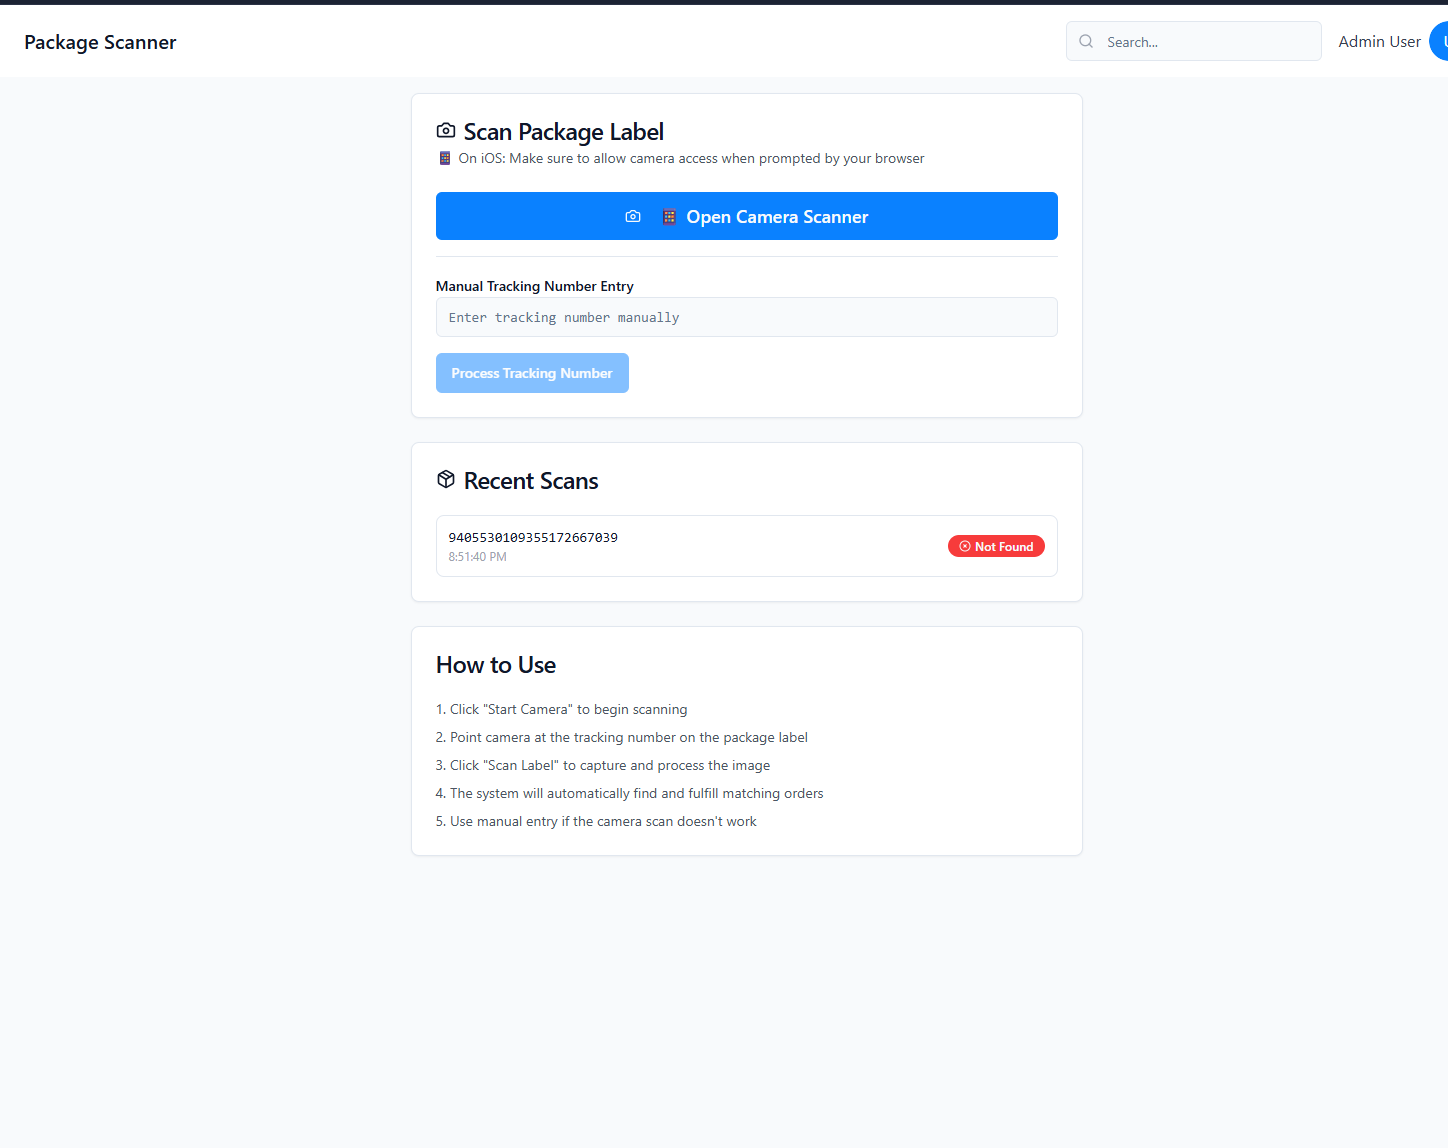 Package Scanner
Search...
Admin User
U
Scan Package Label
On iOS: Make sure to allow camera access when prompted by your browser
Open Camera Scanner
Manual Tracking Number Entry
Enter tracking number manually
Process Tracking Number
Recent Scans
9405530109355172667039
8:51:40 PM
Not Found
How to Use
1. Click "Start Camera" to begin scanning
2. Point camera at the tracking number on the package label
3. Click "Scan Label" to capture and process the image
4. The system will automatically find and fulfill matching orders
5. Use manual entry if the camera scan doesn't work